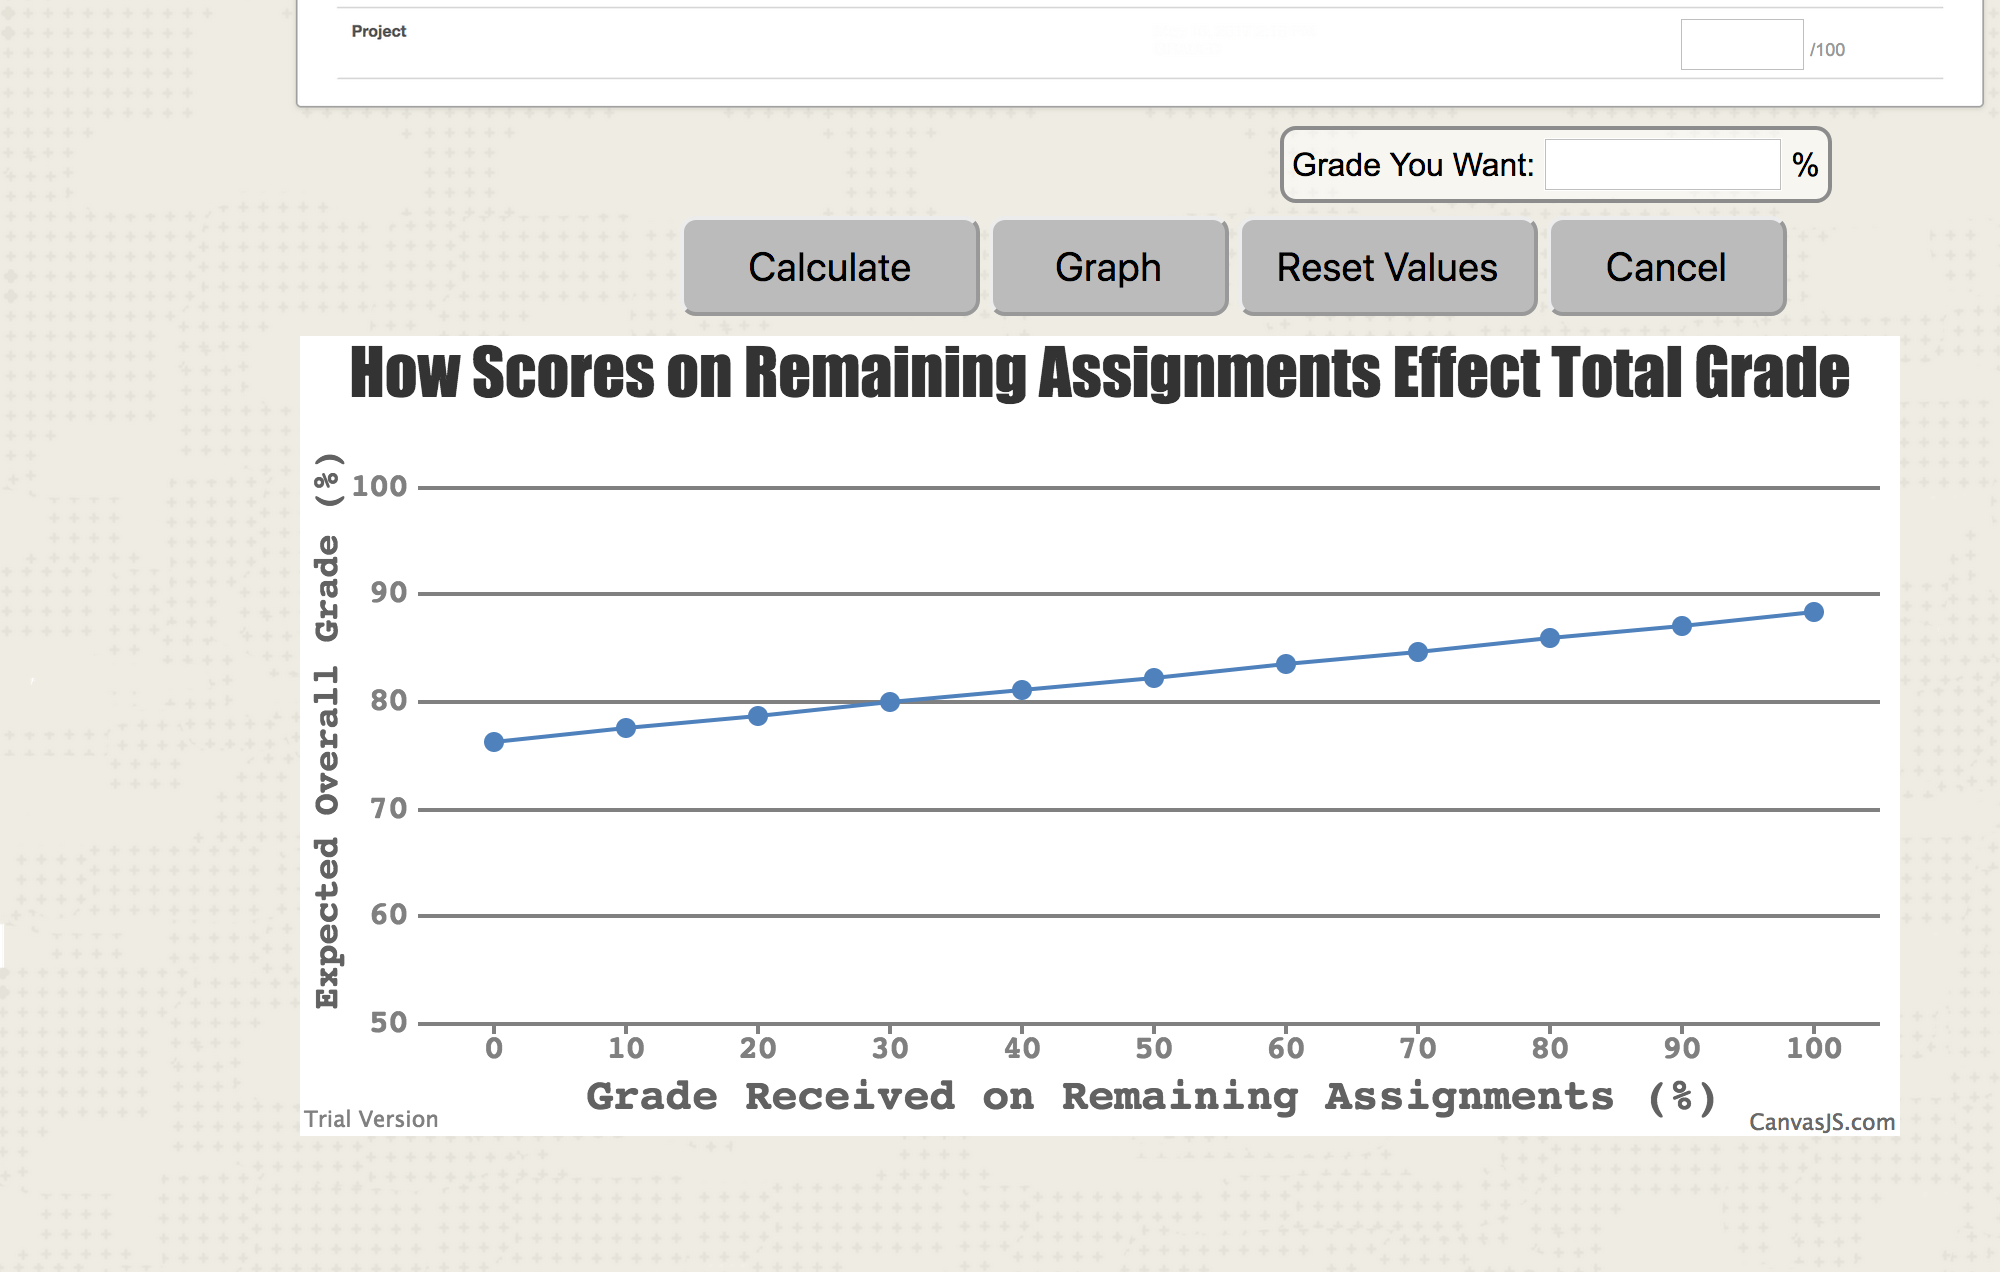 Project
/100
Grade You Want: %
Calculate Graph Reset Values Cancel
How Scores on Remaining Assignments Effect Total Grade
Expected Overall Grade (%)
100
90
80
70
60
50
0 10 20 30 40 50 60 70 80 90 100
Grade Received on Remaining Assignments (%)
Trial Version
CanvasJS.com